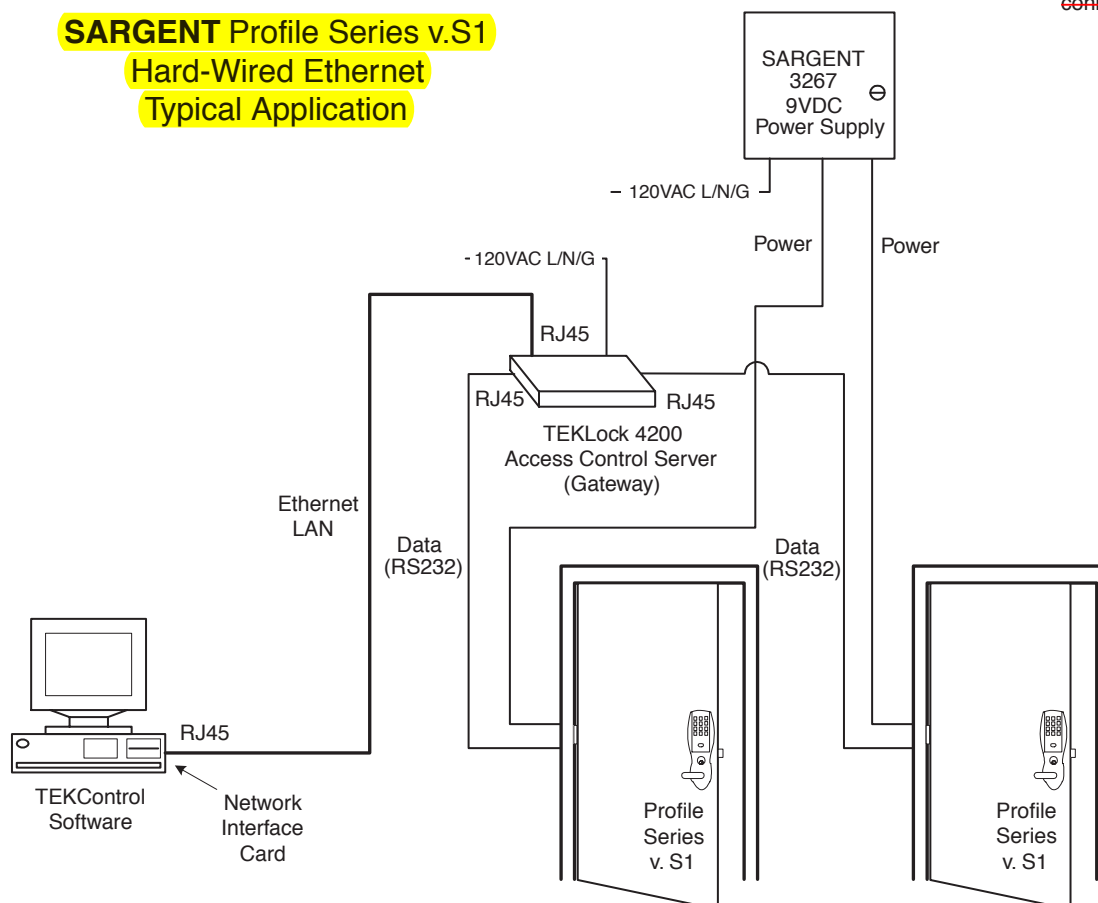 SARGENT Profile Series v.S1
Hard-Wired Ethernet
Typical Application
SARGENT
3267
9VDC
Power Supply
120VAC L/N/G
Power
Power
120VAC L/N/G
RJ45
RJ45
RJ45
TEKLock 4200
Access Control Server
(Gateway)
Ethernet
LAN
Data
(RS232)
Data
(RS232)
RJ45
TEKControl
Software
Network
Interface
Card
Profile
Series
v. S1
Profile
Series
v. S1